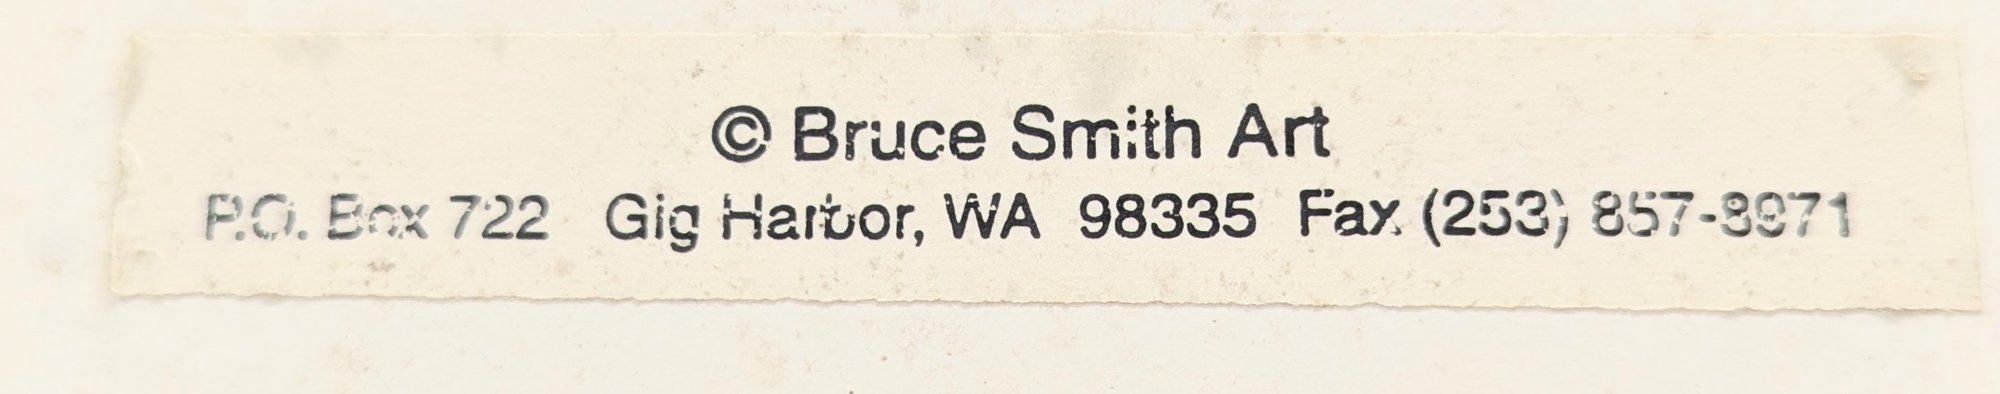 © Bruce Smith Art
P.O. Box 722 Gig Harbor, WA 98335 Fax (253) 857-8971